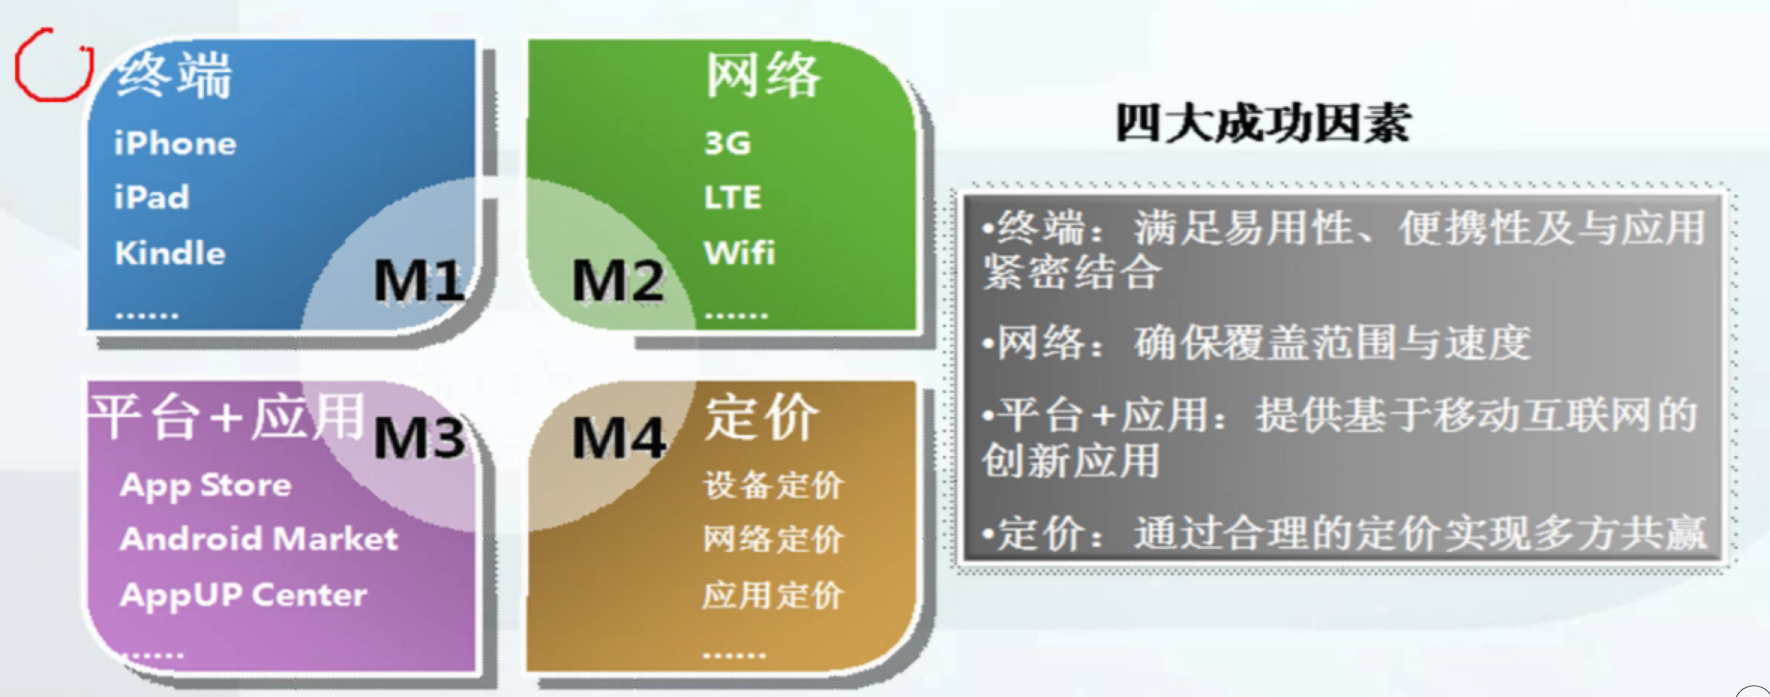 终端
iPhone
iPad
Kindle
......
M1
网络
3G
LTE
Wifi
......
M2
平台+应用
App Store
Android Market
AppUP Center
......
M3
定价
设备定价
网络定价
应用定价
......
M4
四大成功因素
•终端：满足易用性、便携性及与应用
紧密结合
•网络：确保覆盖范围与速度
•平台+应用：提供基于移动互联网的
创新应用
•定价：通过合理的定价实现多方共赢